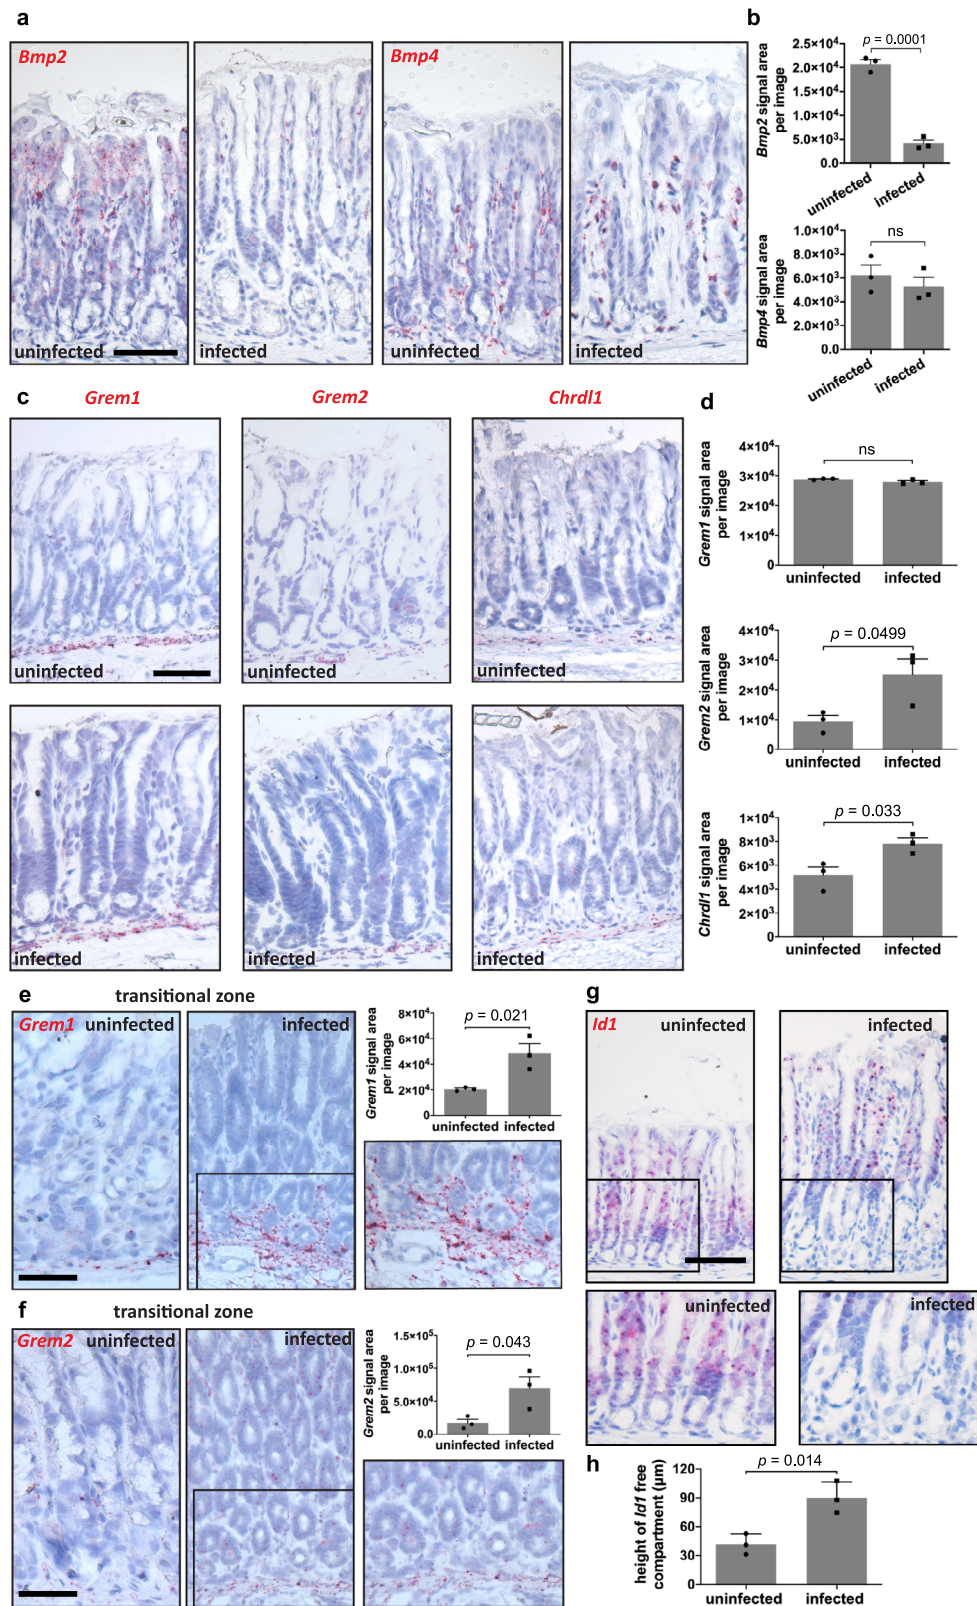 a
Bmp2
Bmp4
uninfected
infected
uninfected
infected
b
p = 0.0001
Bmp2 signal area
per image
2.5×10⁴
2.0×10⁴
1.5×10⁴
1.0×10⁴
5.0×10³
0.0
uninfected
infected
ns
Bmp4 signal area
per image
1.0×10⁴
8.0×10³
6.0×10³
4.0×10³
2.0×10³
0.0
uninfected
infected
c
Grem1
Grem2
Chrdl1
uninfected
uninfected
uninfected
infected
infected
infected
d
ns
Grem1 signal area
per image
4×10⁴
3×10⁴
2×10⁴
1×10⁴
0
uninfected
infected
p = 0.0499
Grem2 signal area
per image
4×10⁴
3×10⁴
2×10⁴
1×10⁴
0
uninfected
infected
p = 0.033
Chrdl1 signal area
per image
1×10⁴
8×10³
6×10³
4×10³
2×10³
0
uninfected
infected
e
transitional zone
Grem1
uninfected
infected
p = 0.021
Grem1 signal area
per image
8×10⁴
6×10⁴
4×10⁴
2×10⁴
0
uninfected
infected
f
transitional zone
Grem2
uninfected
infected
p = 0.043
Grem2 signal area
per image
1.5×10⁵
1.0×10⁵
5.0×10⁴
0.0
uninfected
infected
g
Id1
uninfected
infected
uninfected
infected
h
p = 0.014
height of Id1 free
compartment (µm)
120
90
60
30
0
uninfected
infected